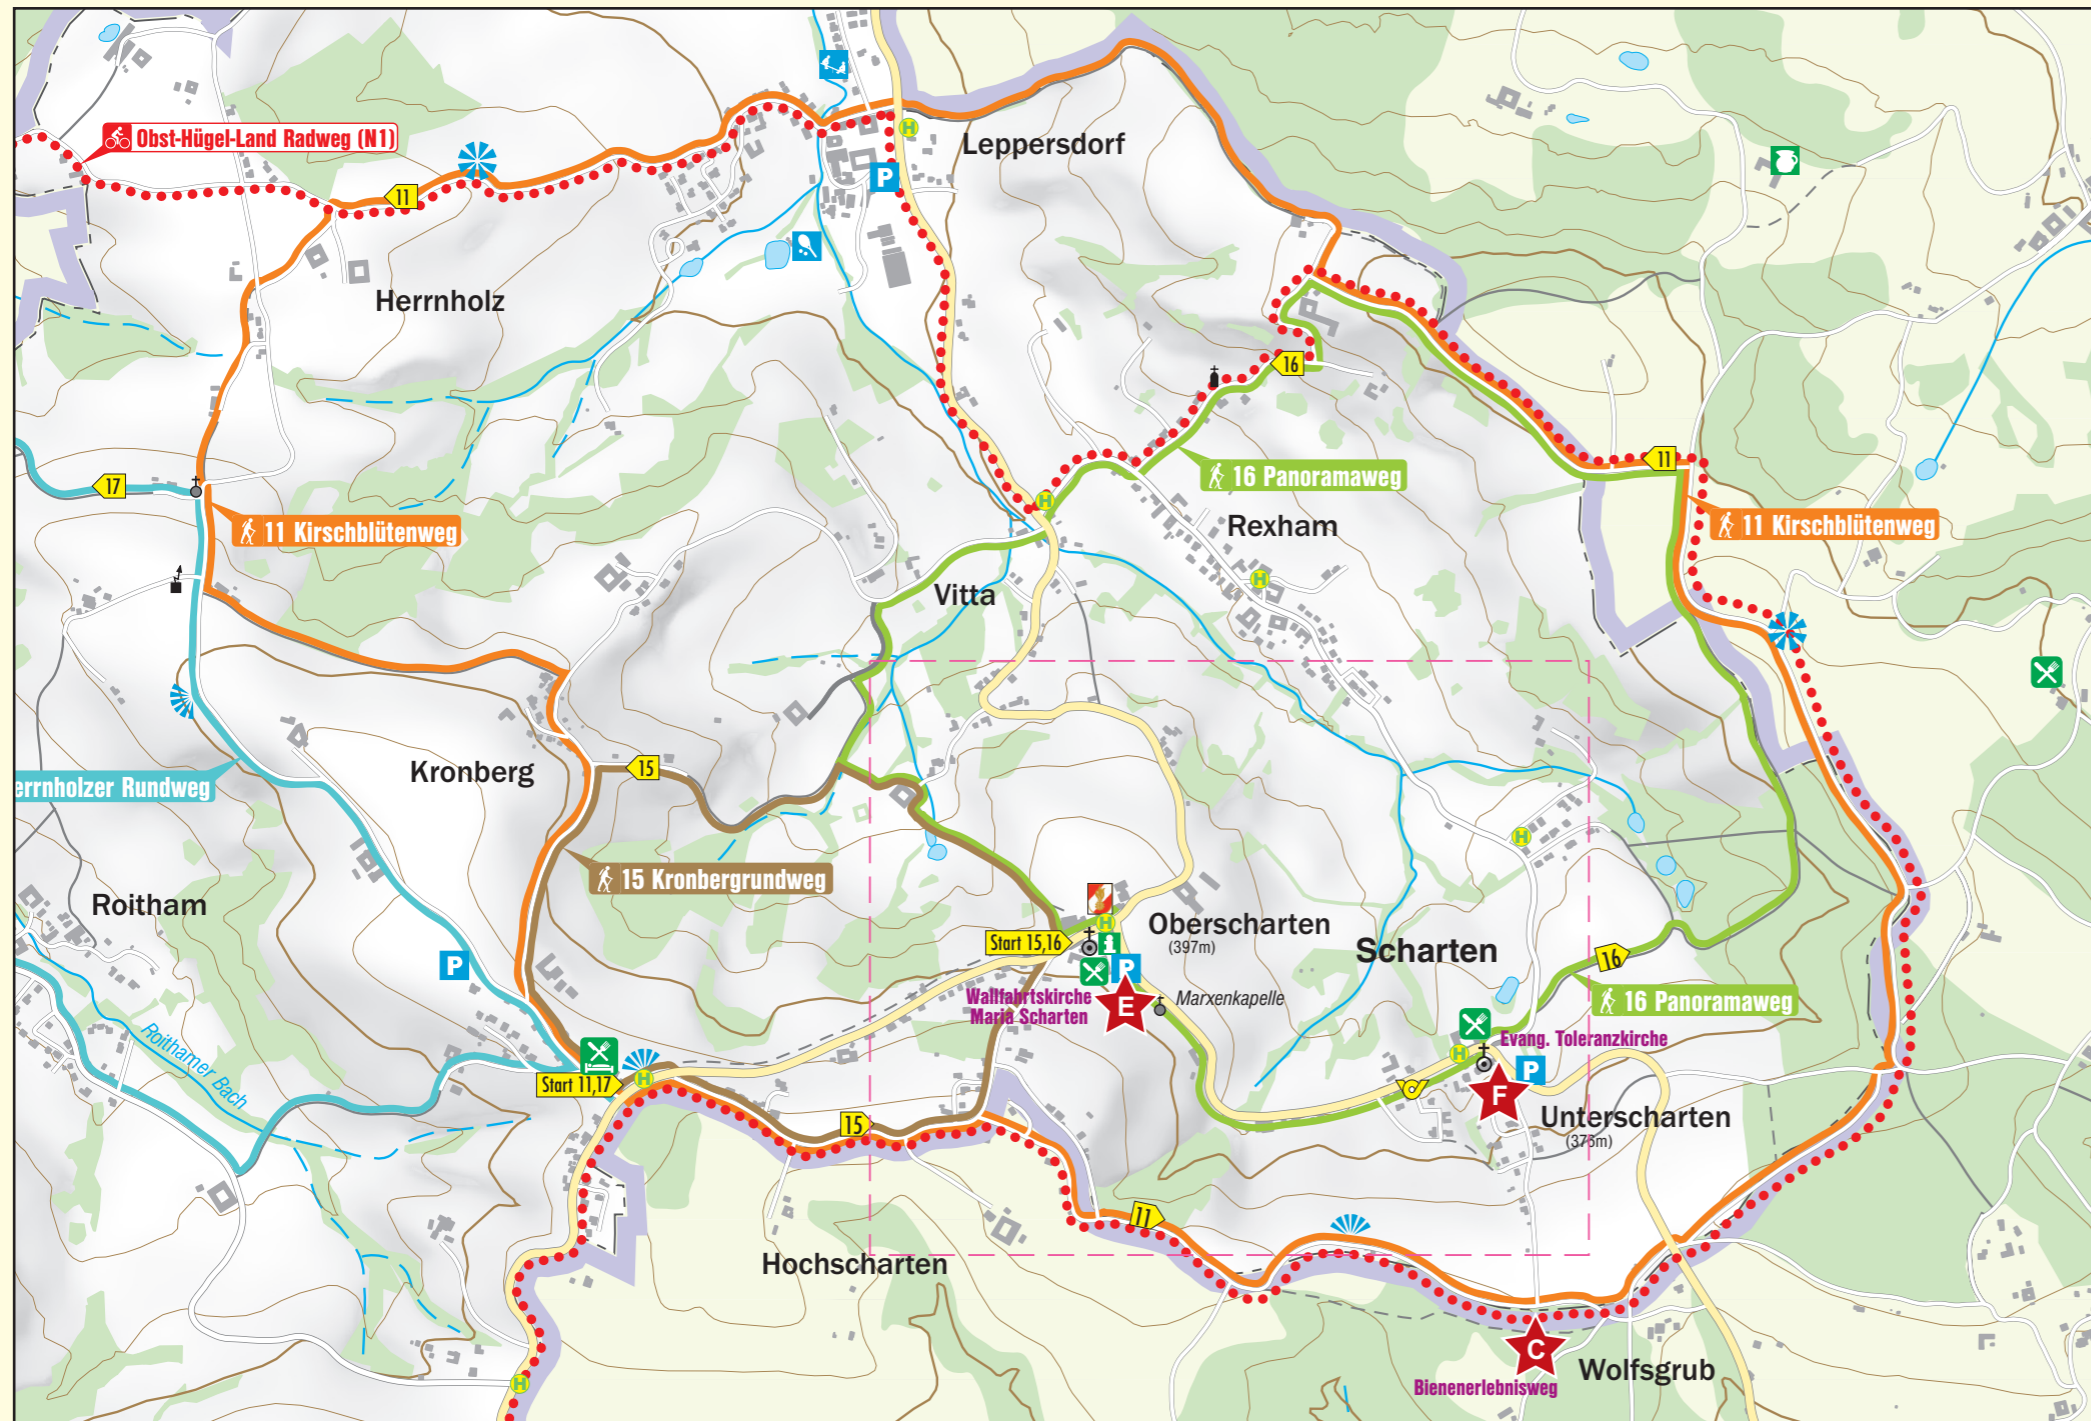 Obst-Hügel-Land Radweg (N1)
H
Leppersdorf
P
11
Herrnholz
16
16 Panoramaweg
11
17
11 Kirschblütenweg
H
Rexham
11 Kirschblütenweg
H
Vitta
Kronberg
15
errnholzer Rundweg
H
15 Kronbergrundweg
Roitham
H
Oberscharten
(397m)
Start 15,16
i
Scharten
16
P
P
E
Wallfahrtskirche
Maria Scharten
Marxenkapelle
16 Panoramaweg
Roithamer Bach
Evang. Toleranzkirche
H
P
Start 11,17
H
F
Unterscharten
15
11
Hochscharten
C
Wolfsgrub
Bienenerlebnisweg
H